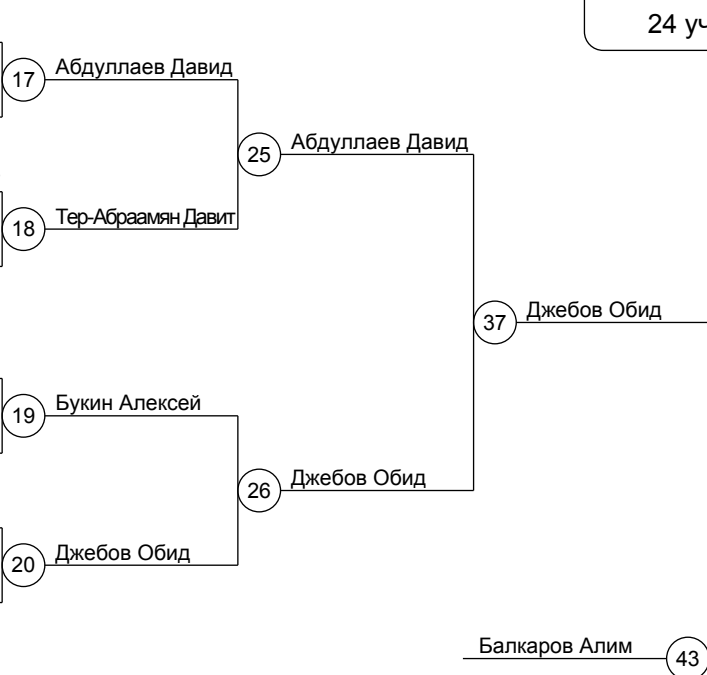 24 уч
17
Абдуллаев Давид
25
Абдуллаев Давид
18
Тер-Абраамян Давит
37
Джебов Обид
19
Букин Алексей
26
Джебов Обид
20
Джебов Обид
Балкаров Алим
43